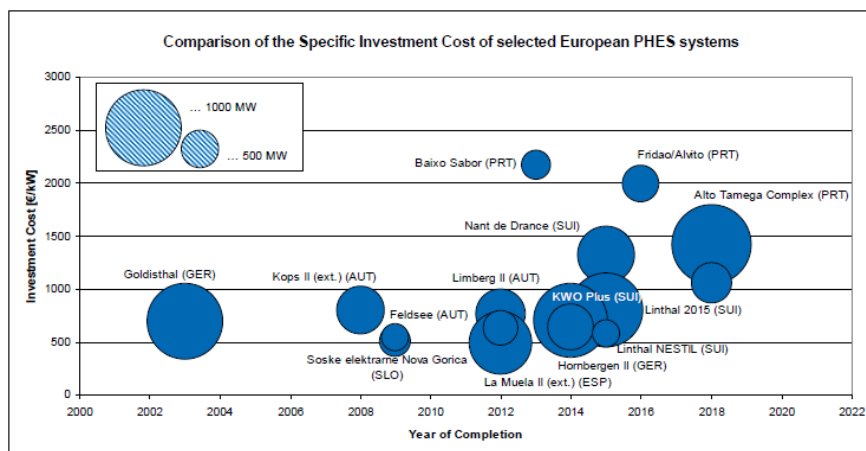 Comparison of the Specific Investment Cost of selected European PHES systems
3000
2500
2000
1500
1000
500
0
Investment Cost [€/kW]
... 1000 MW
... 500 MW
Baixo Sabor (PRT)
Fridao/Alvito (PRT)
Alto Tamega Complex (PRT)
Nant de Drance (SUI)
Goldisthal (GER)
Kops II (ext.) (AUT)
Limberg II (AUT)
KWO Plus (SUI)
Feldsee (AUT)
Linthal 2015 (SUI)
Soske elektrarne Nova Gorica
(SLO)
Linthal NESTIL (SUI)
Hornbergen II (GER)
La Muela II (ext.) (ESP)
2000 2002 2004 2006 2008 2010 2012 2014 2016 2018 2020 2022
Year of Completion